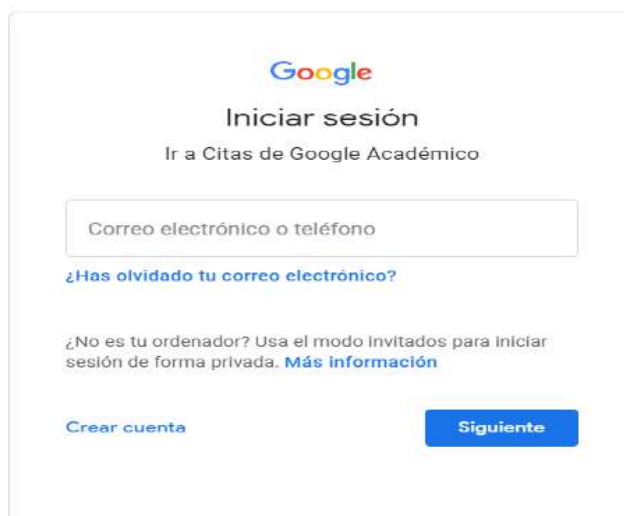 Google
Iniciar sesión
Ir a Citas de Google Académico
Correo electrónico o teléfono
¿Has olvidado tu correo electrónico?
¿No es tu ordenador? Usa el modo invitados para iniciar
sesión de forma privada. Más información
Crear cuenta
Siguiente